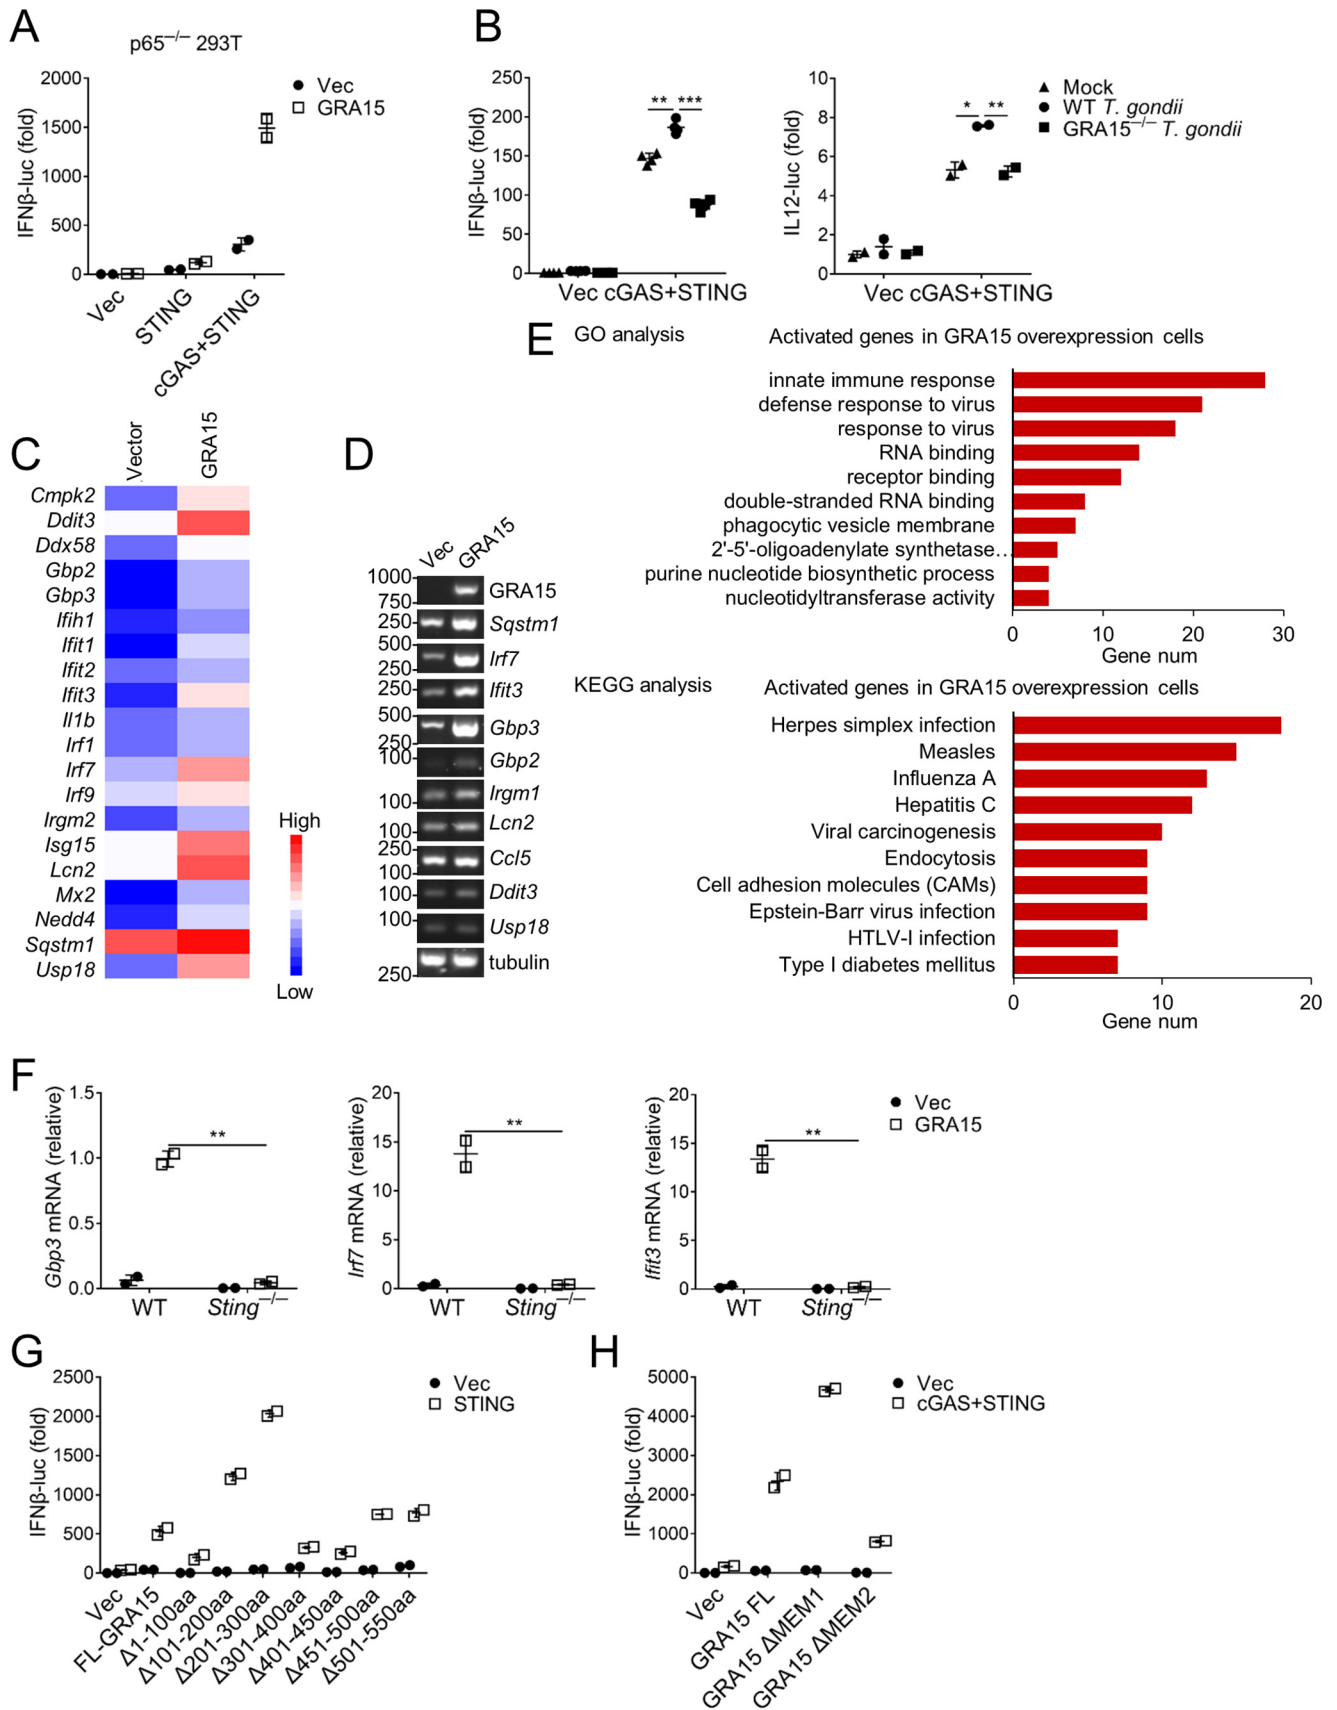 A
p65–/– 293T
IFNβ-luc (fold)
2000
1500
1000
500
0
Vec
GRA15
Vec
STING
cGAS+STING
B
IFNβ-luc (fold)
250
200
150
100
50
0
** ***
Vec cGAS+STING
IL12-luc (fold)
10
8
6
4
2
0
* **
Vec cGAS+STING
Mock
WT T. gondii
GRA15–/– T. gondii
C
Vector
GRA15
Cmpk2
Ddit3
Ddx58
Gbp2
Gbp3
Ifih1
Ifit1
Ifit2
Ifit3
Il1b
Irf1
Irf7
Irf9
Irgm2
Isg15
Lcn2
Mx2
Nedd4
Sqstm1
Usp18
High
Low
D
Vec
GRA15
1000
750
GRA15
250
Sqstm1
500
250
Irf7
250
Ifit3
500
250
Gbp3
100
Gbp2
100
Irgm1
100
Lcn2
250
100
Ccl5
100
Ddit3
100
Usp18
250
tubulin
E
GO analysis
Activated genes in GRA15 overexpression cells
innate immune response
defense response to virus
response to virus
RNA binding
receptor binding
double-stranded RNA binding
phagocytic vesicle membrane
2'-5'-oligoadenylate synthetase…
purine nucleotide biosynthetic process
nucleotidyltransferase activity
0 10 20 30
Gene num
KEGG analysis
Activated genes in GRA15 overexpression cells
Herpes simplex infection
Measles
Influenza A
Hepatitis C
Viral carcinogenesis
Endocytosis
Cell adhesion molecules (CAMs)
Epstein-Barr virus infection
HTLV-I infection
Type I diabetes mellitus
0 10 20
Gene num
F
Gbp3 mRNA (relative)
1.5
1.0
0.5
0.0
**
WT Sting–/–
Irf7 mRNA (relative)
20
15
10
5
0
**
WT Sting–/–
Ifit3 mRNA (relative)
20
15
10
5
0
**
WT Sting–/–
Vec
GRA15
G
IFNβ-luc (fold)
2500
2000
1500
1000
500
0
Vec
STING
Vec
FL-GRA15
Δ1-100aa
Δ101-200aa
Δ201-300aa
Δ301-400aa
Δ401-450aa
Δ451-500aa
Δ501-550aa
H
IFNβ-luc (fold)
5000
4000
3000
2000
1000
0
Vec
cGAS+STING
Vec
GRA15 FL
GRA15 ΔMEM1
GRA15 ΔMEM2